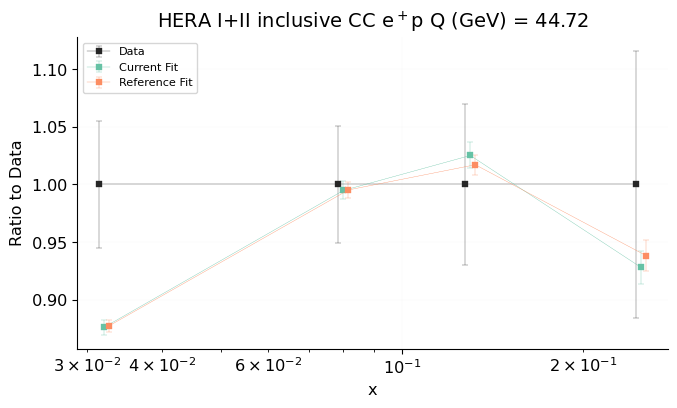 HERA I+II inclusive CC e⁺p Q (GeV) = 44.72
Data
Current Fit
Reference Fit
Ratio to Data
1.10
1.05
1.00
0.95
0.90
3 × 10⁻² 4 × 10⁻² 6 × 10⁻² 10⁻¹ 2 × 10⁻¹
x